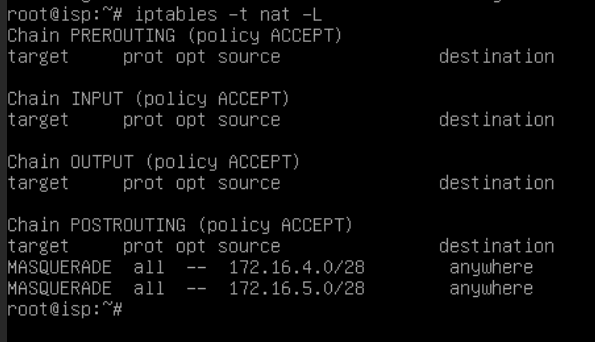 root@isp:~# iptables -t nat -L
Chain PREROUTING (policy ACCEPT)
target     prot opt source               destination

Chain INPUT (policy ACCEPT)
target     prot opt source               destination

Chain OUTPUT (policy ACCEPT)
target     prot opt source               destination

Chain POSTROUTING (policy ACCEPT)
target     prot opt source               destination
MASQUERADE  all  --  172.16.4.0/28        anywhere
MASQUERADE  all  --  172.16.5.0/28        anywhere
root@isp:~#